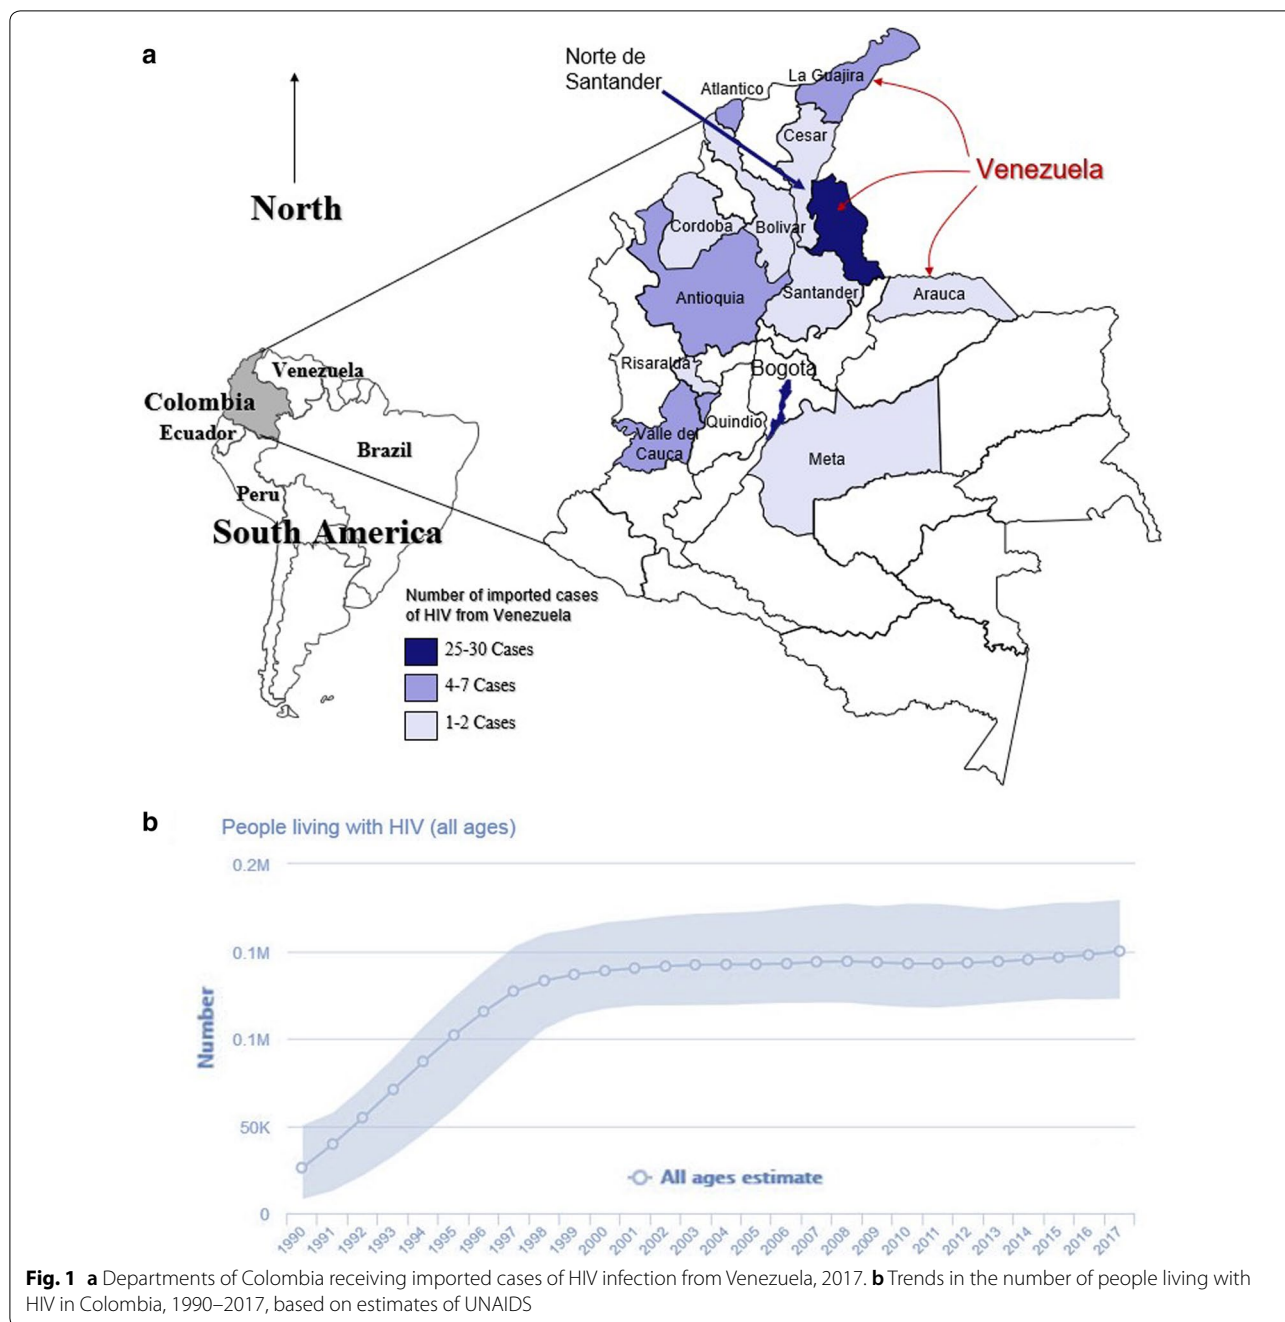 a
Norte de
Santander
La Guajira
Atlantico
Cesar
Venezuela
North
Cordoba
Bolivar
Antioquia
Santander
Arauca
Risaralda
Bogota
Venezuela
Colombia
Ecuador
Quindio
Valle del
Cauca
Meta
Brazil
Peru
South America
Number of imported cases
of HIV from Venezuela
25-30 Cases
4-7 Cases
1-2 Cases
b
People living with HIV (all ages)
0.2M
0.1M
0.1M
50K
0
Number
All ages estimate
1990
1991
1992
1993
1994
1995
1996
1997
1998
1999
2000
2001
2002
2003
2004
2005
2006
2007
2008
2009
2010
2011
2012
2013
2014
2015
2016
2017
Fig. 1 a Departments of Colombia receiving imported cases of HIV infection from Venezuela, 2017. b Trends in the number of people living with
HIV in Colombia, 1990–2017, based on estimates of UNAIDS